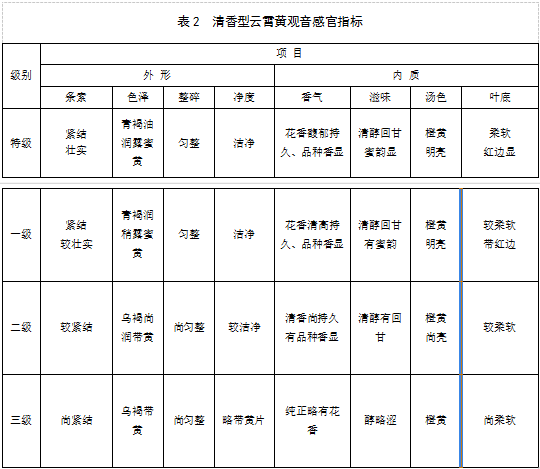 表2 清香型云霄黄观音感官指标
级别
项 目
外 形
内 质
条索
色泽
整碎
净度
香气
滋味
汤色
叶底
特级
紧结
壮实
青褐油
润露蜜
黄
匀整
洁净
花香馥郁持
久、品种香显
清醇回甘
蜜韵显
橙黄
明亮
柔软
红边显
一级
紧结
较壮实
青褐润
稍露蜜
黄
匀整
洁净
花香清高持
久、品种香显
清醇回甘
有蜜韵
橙黄
明亮
较柔软
带红边
二级
较紧结
乌褐尚
润带黄
尚匀整
较洁净
清香尚持久
有品种香显
清醇有回
甘
橙黄
尚亮
较柔软
三级
尚紧结
乌褐带
黄
尚匀整
略带黄片
纯正略有花
香
醇略涩
橙黄
尚柔软